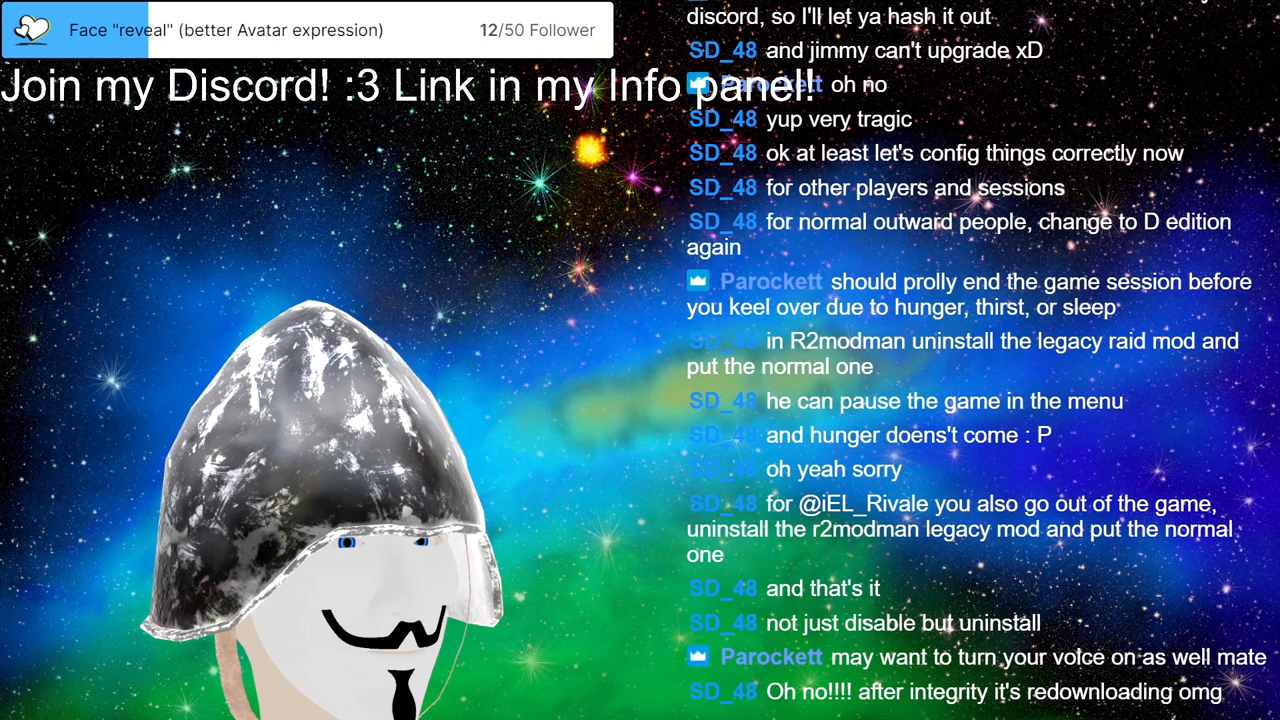 Face "reveal" (better Avatar expression) 12/50 Follower
Join my Discord! :3 Link in my Info panel!
discord, so I'll let ya hash it out
SD_48 and jimmy can't upgrade xD
Parockett oh no
SD_48 yup very tragic
SD_48 ok at least let's config things correctly now
SD_48 for other players and sessions
SD_48 for normal outward people, change to D edition
again
Parockett should prolly end the game session before
you keel over due to hunger, thirst, or sleep
SD_48 in R2modman uninstall the legacy raid mod and
put the normal one
SD_48 he can pause the game in the menu
SD_48 and hunger doens't come : P
SD_48 oh yeah sorry
SD_48 for @iEL_Rivale you also go out of the game,
uninstall the r2modman legacy mod and put the normal
one
SD_48 and that's it
SD_48 not just disable but uninstall
Parockett may want to turn your voice on as well mate
SD_48 Oh no!!!! after integrity it's redownloading omg